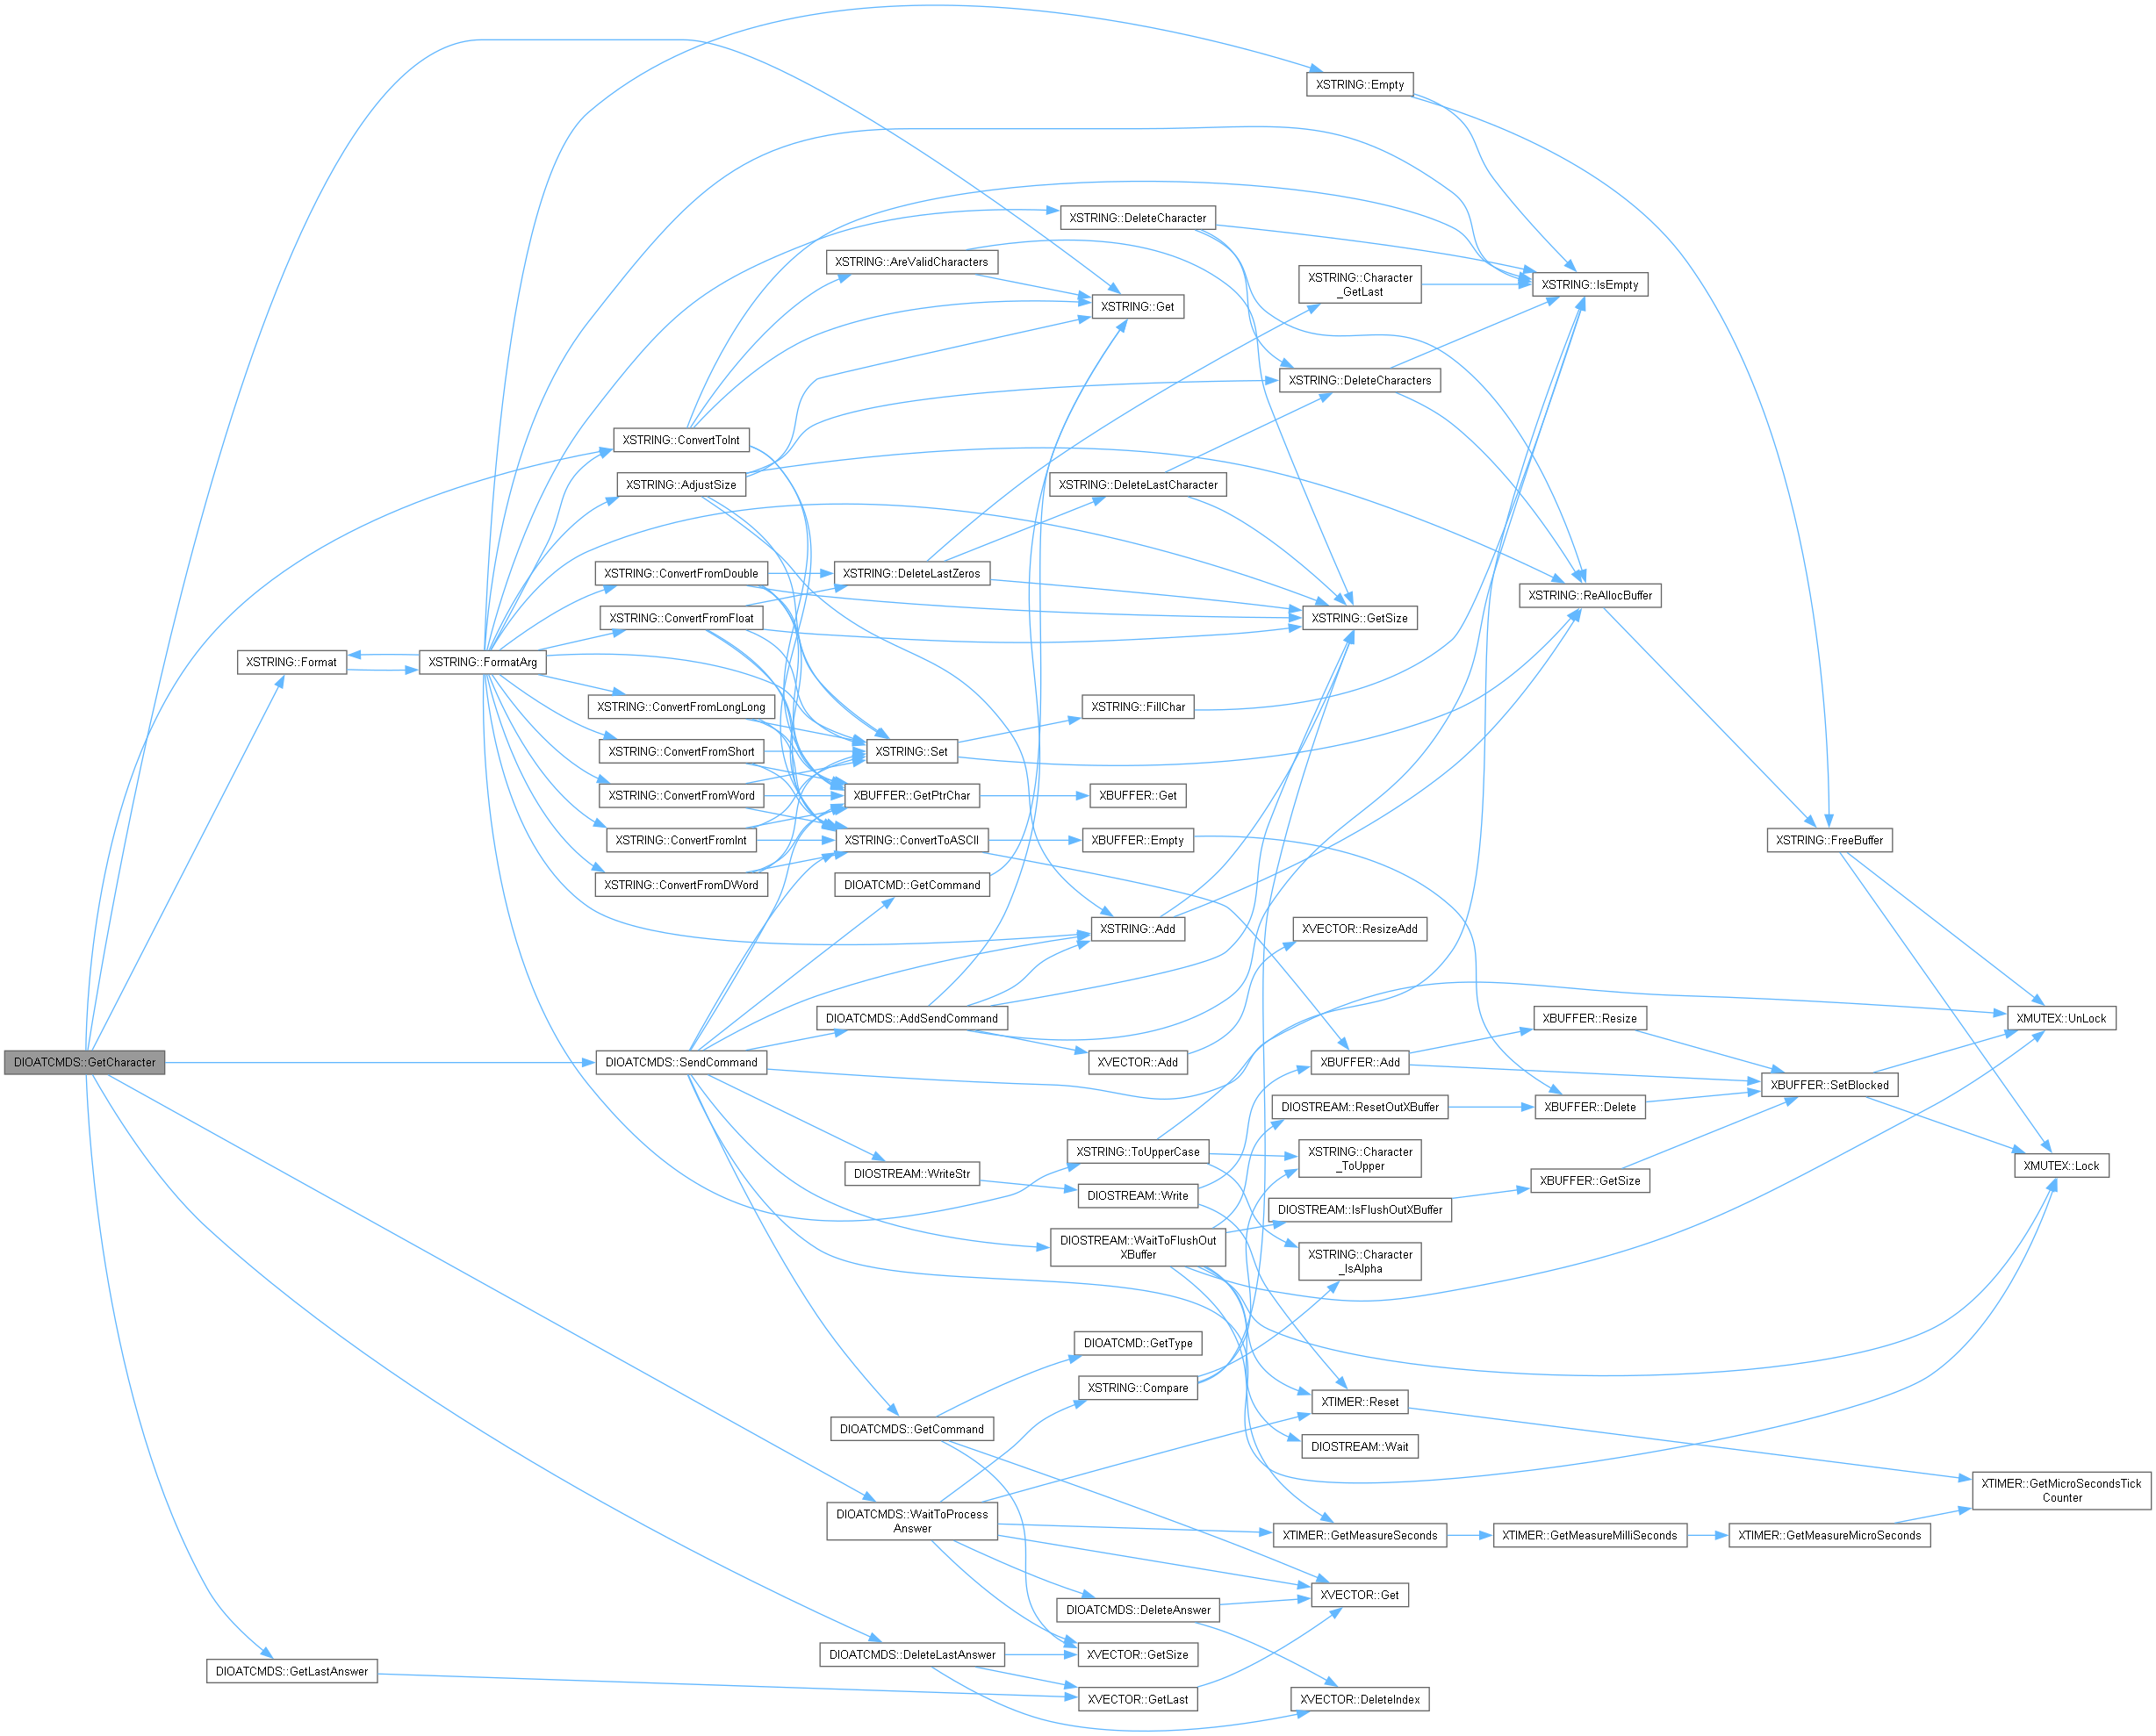 XSTRING::Empty
XSTRING::DeleteCharacter
XSTRING::AreValidCharacters
XSTRING::Character
_GetLast
XSTRING::IsEmpty
XSTRING::Get
XSTRING::DeleteCharacters
XSTRING::ConvertToInt
XSTRING::AdjustSize
XSTRING::DeleteLastCharacter
XSTRING::ConvertFromDouble
XSTRING::DeleteLastZeros
XSTRING::ReAllocBuffer
XSTRING::ConvertFromFloat
XSTRING::GetSize
XSTRING::Format
XSTRING::FormatArg
XSTRING::ConvertFromLongLong
XSTRING::FillChar
XSTRING::ConvertFromShort
XSTRING::Set
XSTRING::ConvertFromWord
XBUFFER::GetPtrChar
XBUFFER::Get
XSTRING::ConvertFromInt
XSTRING::ConvertToASCII
XBUFFER::Empty
XSTRING::FreeBuffer
XSTRING::ConvertFromDWord
DIOATCMD::GetCommand
XSTRING::Add
XVECTOR::ResizeAdd
DIOATCMDS::AddSendCommand
XBUFFER::Resize
XMUTEX::UnLock
DIOATCMDS::GetCharacter
DIOATCMDS::SendCommand
XVECTOR::Add
XBUFFER::Add
XBUFFER::SetBlocked
DIOSTREAM::ResetOutXBuffer
XBUFFER::Delete
XSTRING::ToUpperCase
XSTRING::Character
_ToUpper
XMUTEX::Lock
DIOSTREAM::WriteStr
XBUFFER::GetSize
DIOSTREAM::Write
DIOSTREAM::IsFlushOutXBuffer
DIOSTREAM::WaitToFlushOut
XBuffer
XSTRING::Character
_IsAlpha
DIOATCMD::GetType
XSTRING::Compare
XTIMER::Reset
DIOATCMDS::GetCommand
DIOSTREAM::Wait
XTIMER::GetMicroSecondsTick
Counter
DIOATCMDS::WaitToProcess
Answer
XTIMER::GetMeasureSeconds
XTIMER::GetMeasureMilliSeconds
XTIMER::GetMeasureMicroSeconds
XVECTOR::Get
DIOATCMDS::DeleteAnswer
DIOATCMDS::DeleteLastAnswer
XVECTOR::GetSize
DIOATCMDS::GetLastAnswer
XVECTOR::GetLast
XVECTOR::DeleteIndex